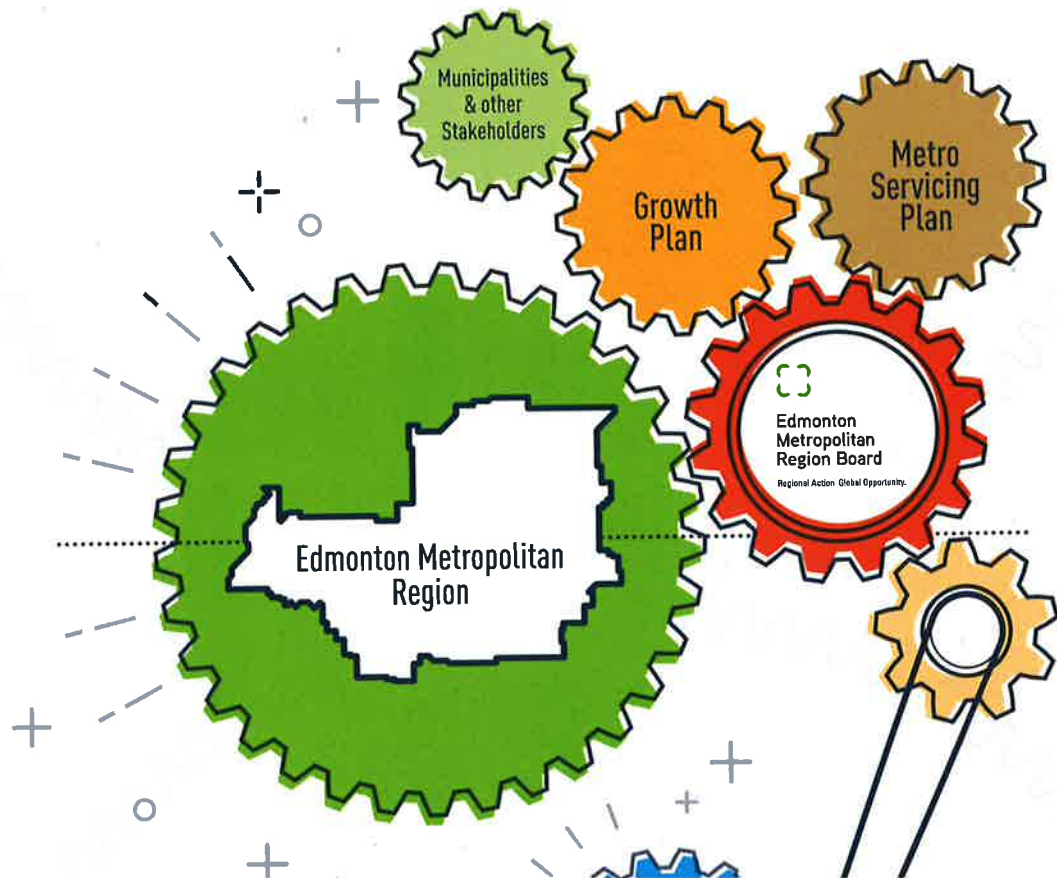 Municipalities
& other
Stakeholders
Growth
Plan
Metro
Servicing
Plan
Edmonton
Metropolitan
Region Board
Regional Action Global Opportunity.
Edmonton Metropolitan
Region